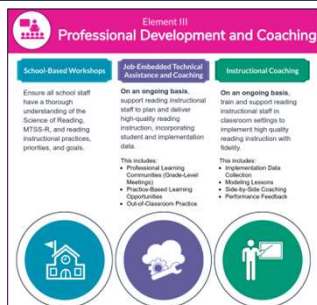 Element III
Professional Development and Coaching
School-Based Workshops
Ensure all school staff
have a thorough
understanding of the
Science of Reading,
MTSS-R, and reading
instructional practices,
priorities, and goals.
Job-Embedded Technical
Assistance and Coaching
On an ongoing basis,
support reading instructional
staff to plan and deliver
high-quality reading
instruction, incorporating
student and implementation
data.
This includes:
• Professional Learning
Communities (Grade-Level
Meetings)
• Practice-Based Learning
Opportunities
• Out-of-Classroom Practice
Instructional Coaching
On an ongoing basis,
train and support reading
instructional staff in
classroom settings to
implement high quality
reading instruction with
fidelity.
This includes:
• Implementation Data
Collection
• Modeling Lessons
• Side-by-Side Coaching
• Performance Feedback